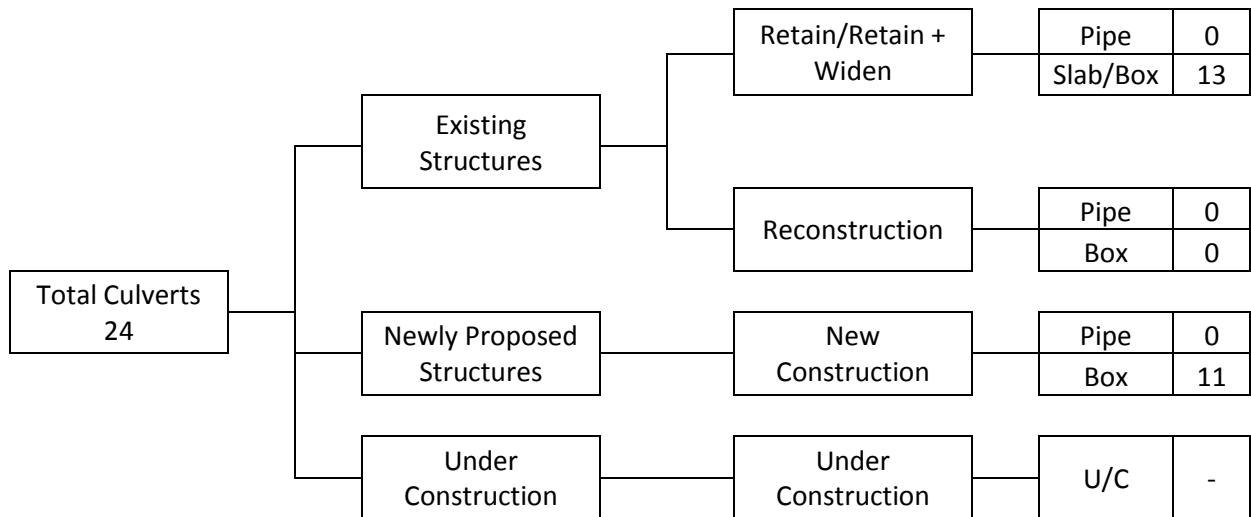 Retain/Retain +
Widen
Pipe 0
Slab/Box 13
Existing
Structures
Reconstruction
Pipe 0
Box 0
Total Culverts
24
Newly Proposed
Structures
New
Construction
Pipe 0
Box 11
Under
Construction
Under
Construction
U/C -